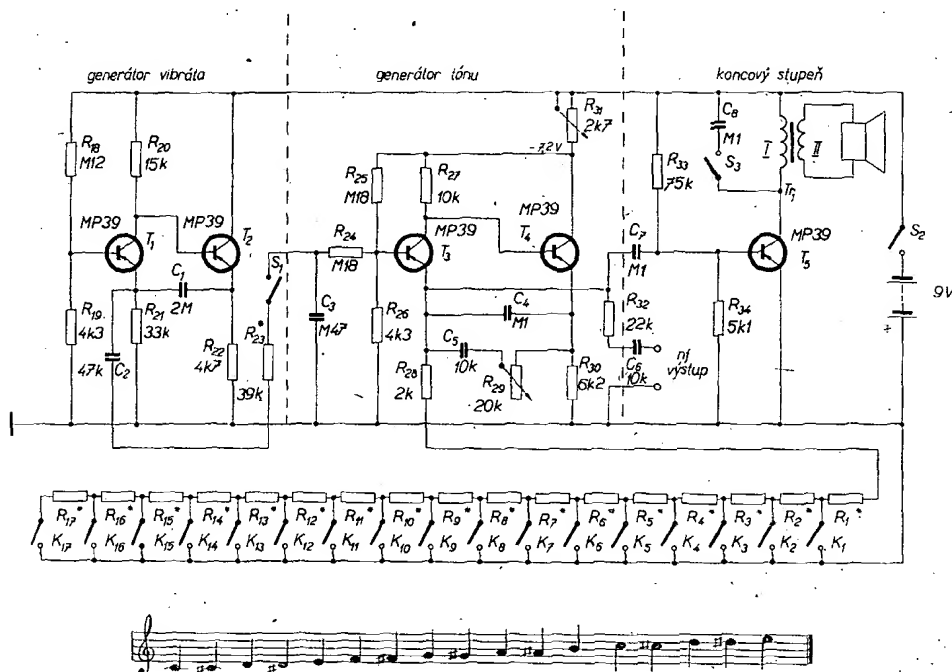 generátor vibráta
generátor tónu
koncový stupeň
R18
M12
R20
15k
MP39
T1
MP39
T2
C1
2M
R19
4k3
C2
47k
R21
33k
R22
4k7
S1
R23*
39k
R24
M18
C3
M47
R25
M18
R26
4k3
R27
10k
-7,2V
R31
2k7
MP39
T3
MP39
T4
C4
M1
C5
10k
R28
2k
R29
20k
R30
6k2
C7
M1
R32
22k
C6
10k
nf
výstup
R33
75k
R34
5k1
C8
M1
S3
I
II
Tr1
MP39
T5
S2
9V
+
R17* R16* R15* R14* R13* R12* R11* R10* R9* R8* R7* R6* R5* R4* R3* R2* R1*
K17 K16 K15 K14 K13 K12 K11 K10 K9 K8 K7 K6 K5 K4 K3 K2 K1